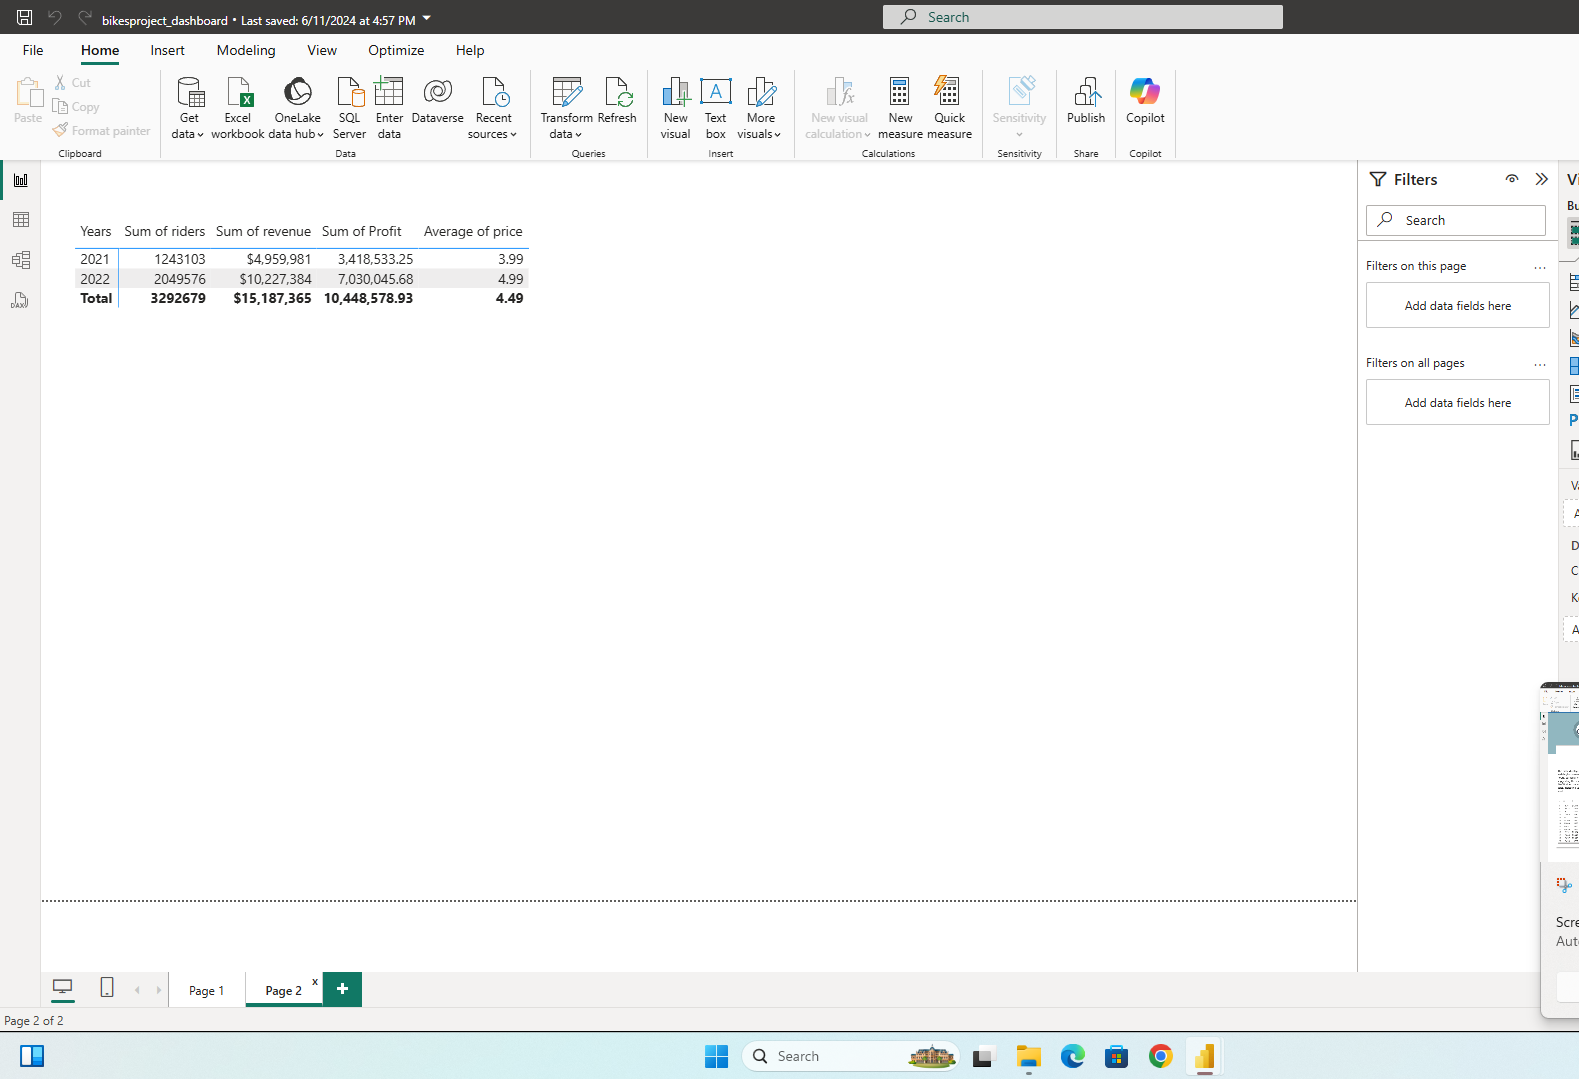 bikesproject_dashboard • Last saved: 6/11/2024 at 4:57 PM
Search
File Home Insert Modeling View Optimize Help
Paste
Cut
Copy
Format painter
Clipboard
Get data
Excel workbook
OneLake data hub
SQL Server
Enter data
Dataverse
Recent sources
Data
Transform data
Refresh
Queries
New visual
Text box
More visuals
Insert
New visual calculation
New measure
Quick measure
Calculations
Sensitivity
Sensitivity
Publish
Share
Copilot
Copilot
Years Sum of riders Sum of revenue Sum of Profit Average of price
2021 1243103 $4,959,981 3,418,533.25 3.99
2022 2049576 $10,227,384 7,030,045.68 4.99
Total 3292679 $15,187,365 10,448,578.93 4.49
Filters
Search
Filters on this page ...
Add data fields here
Filters on all pages ...
Add data fields here
Page 1
Page 2 x
+
Page 2 of 2
Search